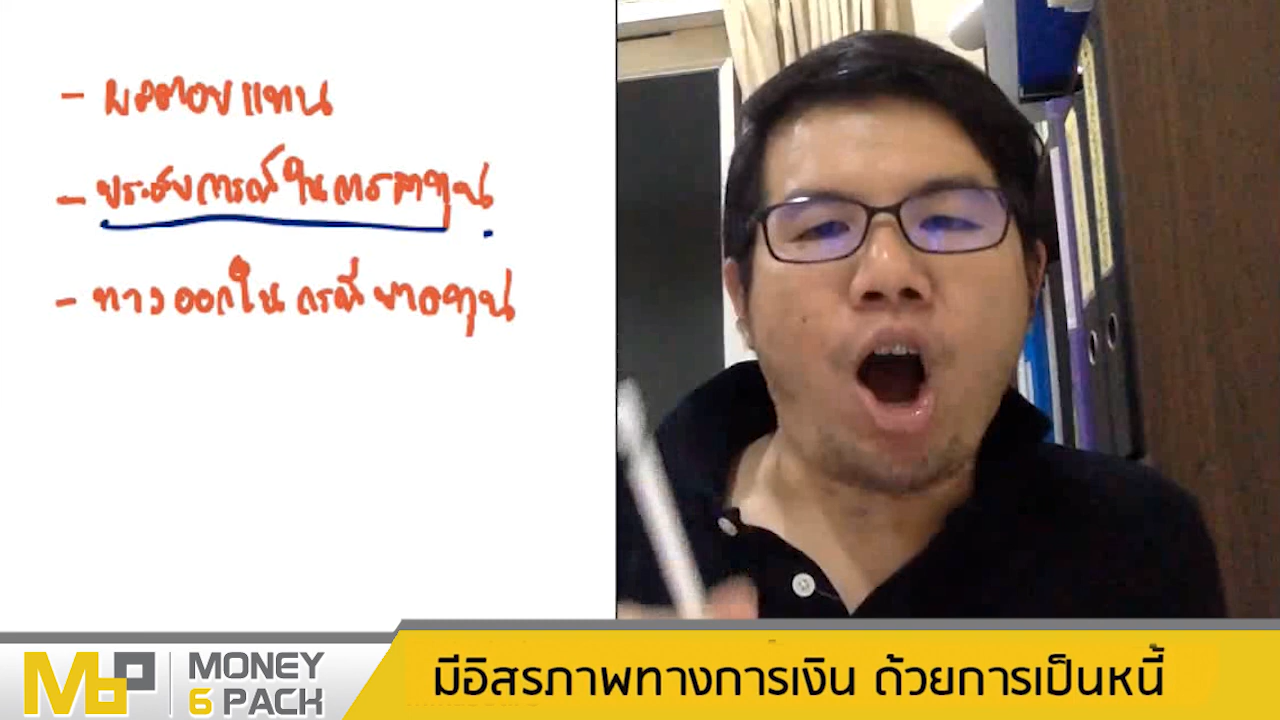 - ผลตอบแทน
- ประสบการณ์ในการลงทุน
- ทางออกในกรณีขาดทุน
MONEY
6 PACK
มีอิสรภาพทางการเงิน ด้วยการเป็นหนี้